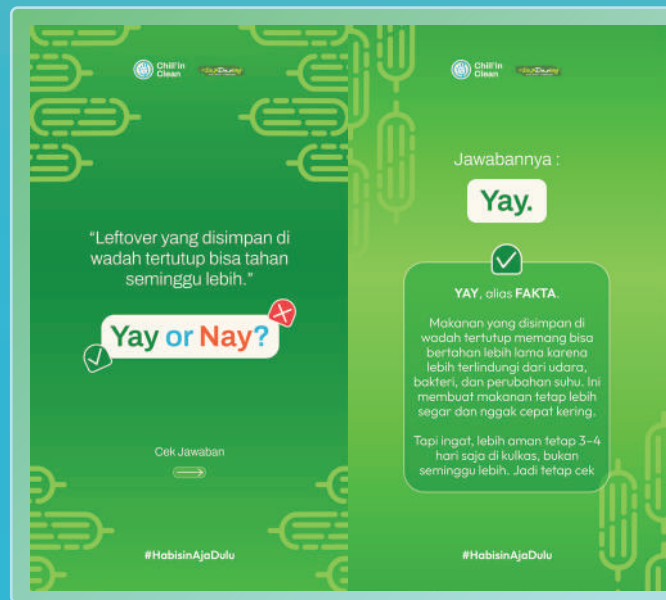 Chill'in
Clean
"Leftover yang disimpan di
wadah tertutup bisa tahan
seminggu lebih."
Yay or Nay?
Cek Jawaban
#HabisinAjaDulu
Chill'in
Clean
Jawabannya :
Yay.
YAY, alias FAKTA.
Makanan yang disimpan di
wadah tertutup memang bisa
bertahan lebih lama karena
lebih terlindungi dari udara,
bakteri, dan perubahan suhu. Ini
membuat makanan tetap lebih
segar dan nggak cepat kering.
Tapi ingat, lebih aman tetap 3–4
hari saja di kulkas, bukan
seminggu lebih. Jadi tetap cek
#HabisinAjaDulu